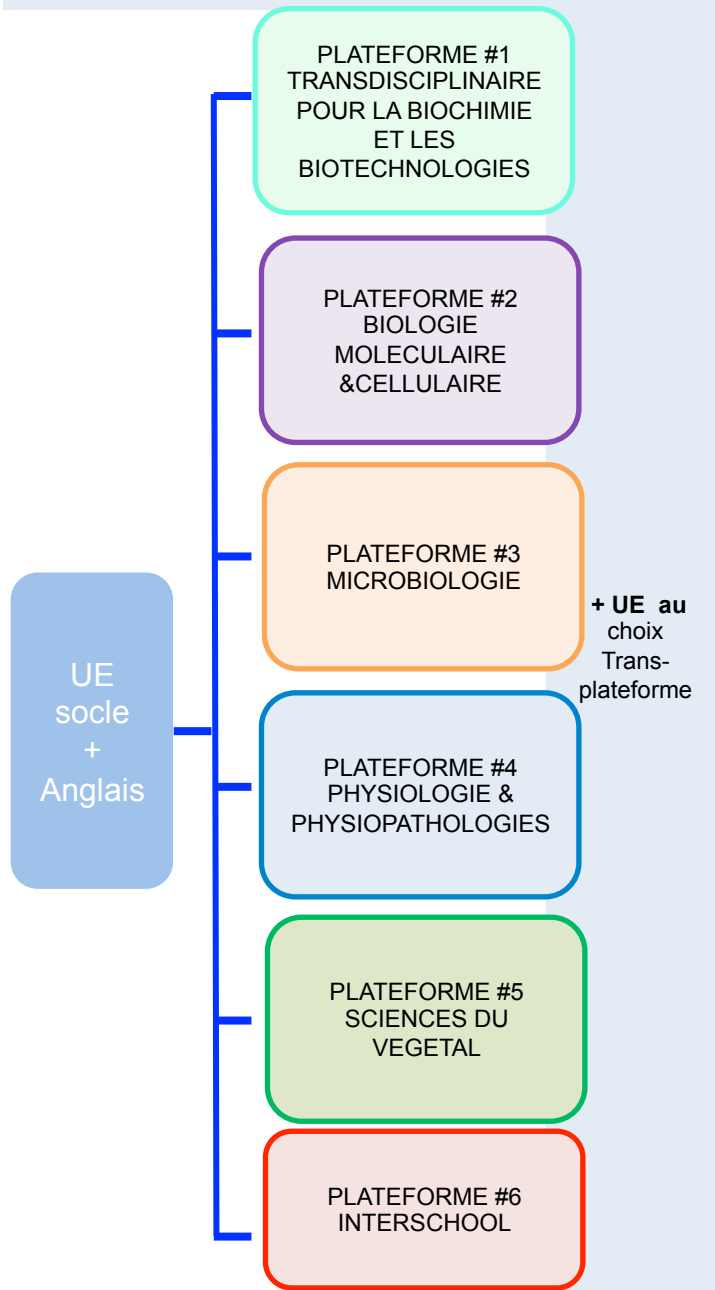 PLATEFORME #1
TRANSDISCIPLINAIRE
POUR LA BIOCHIMIE
ET LES
BIOTECHNOLOGIES
PLATEFORME #2
BIOLOGIE
MOLECULAIRE
&CELLULAIRE
PLATEFORME #3
MICROBIOLOGIE
+ UE au
choix
Trans-
plateforme
UE
socle
+
Anglais
PLATEFORME #4
PHYSIOLOGIE &
PHYSIOPATHOLOGIES
PLATEFORME #5
SCIENCES DU
VEGETAL
PLATEFORME #6
INTERSCHOOL